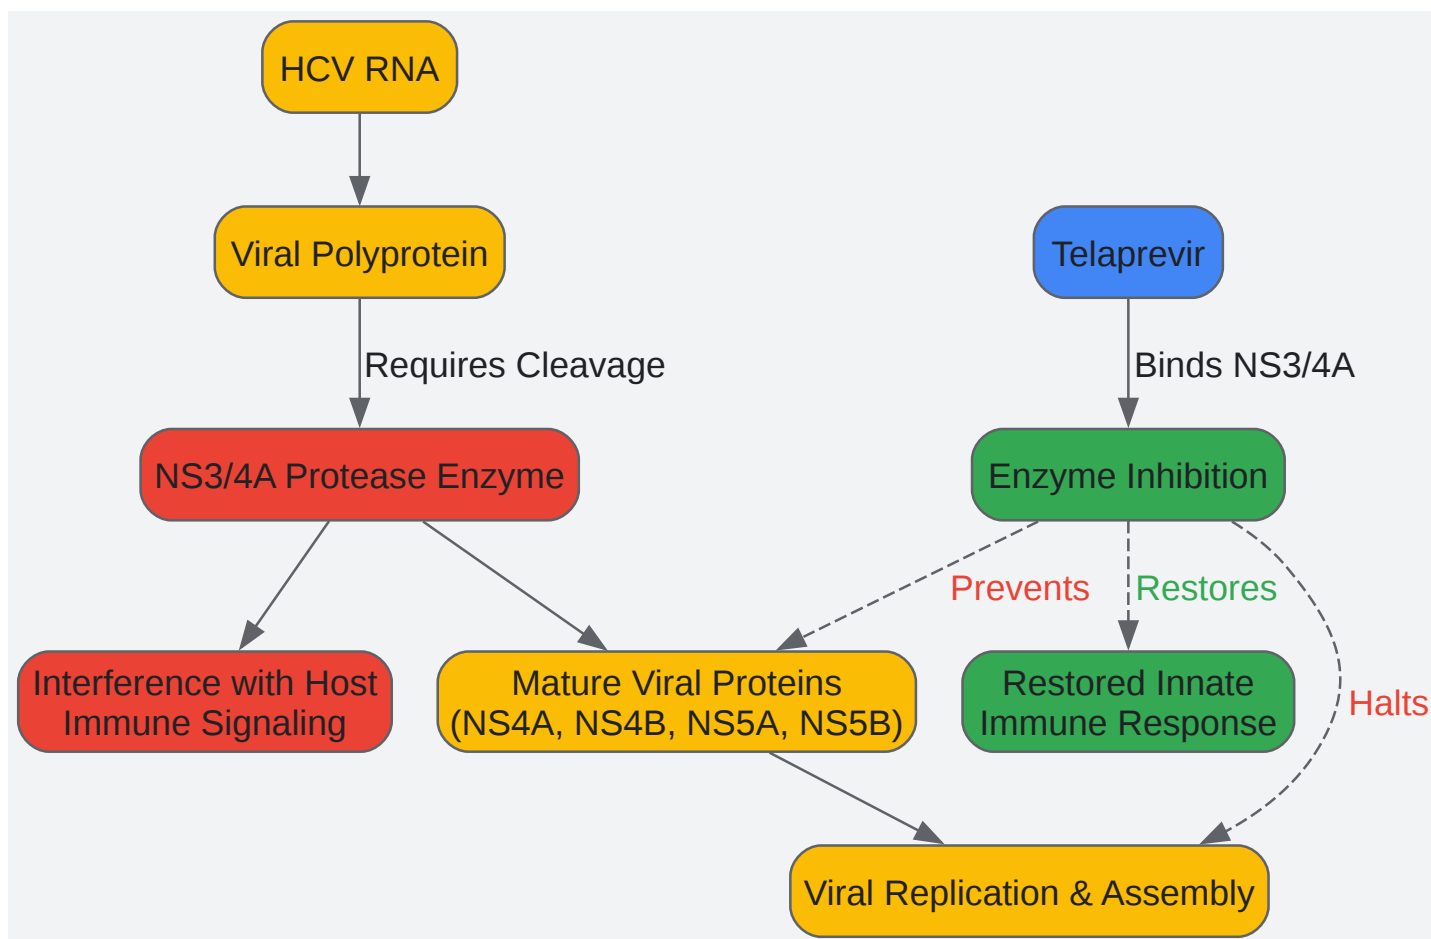 HCV RNA
Viral Polyprotein
Telaprevir
Requires Cleavage
Binds NS3/4A
NS3/4A Protease Enzyme
Enzyme Inhibition
Prevents
Restores
Interference with Host
Immune Signaling
Mature Viral Proteins
(NS4A, NS4B, NS5A, NS5B)
Restored Innate
Immune Response
Halts
Viral Replication & Assembly